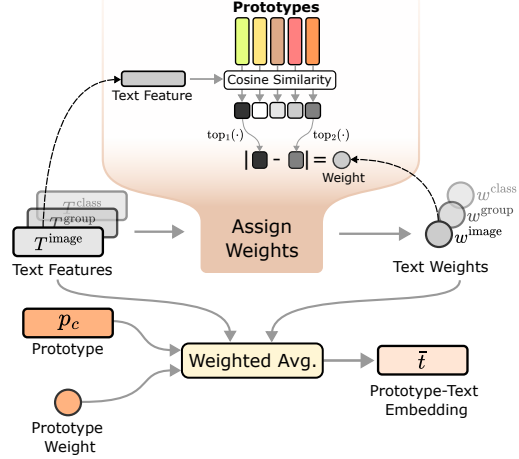 Prototypes
Text Feature
Cosine Similarity
top₁(·)
top₂(·)
| - | =
Weight
T^class
T^group
T^image
Text Features
Assign
Weights
w^class
w^group
w^image
Text Weights
p_c
Prototype
Weighted Avg.
t̄
Prototype-Text
Embedding
Prototype
Weight